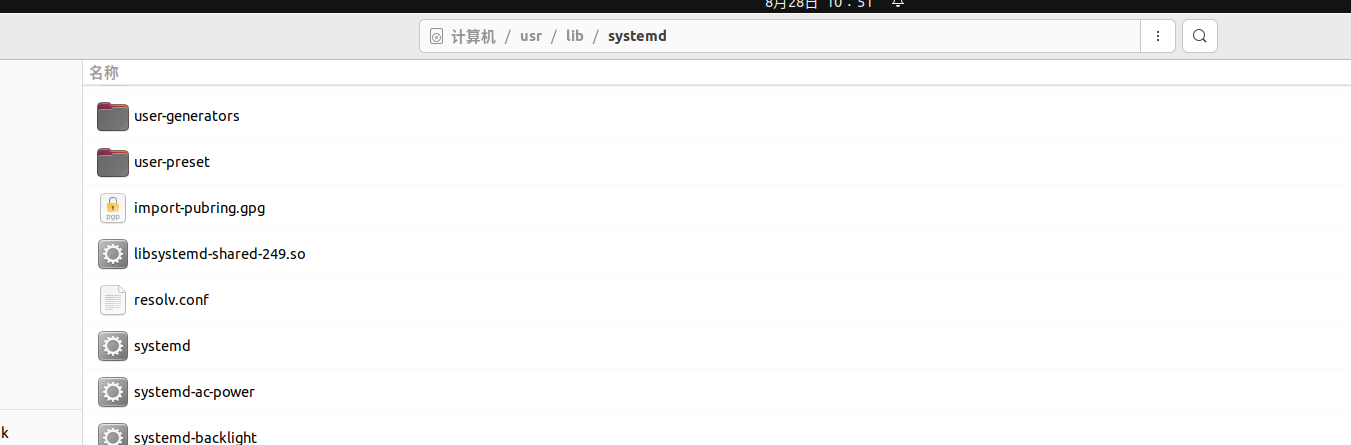 8月28日 10：51
计算机 / usr / lib / systemd
名称
user-generators
user-preset
pgp
import-pubring.gpg
libsystemd-shared-249.so
resolv.conf
systemd
systemd-ac-power
k
systemd-backlight